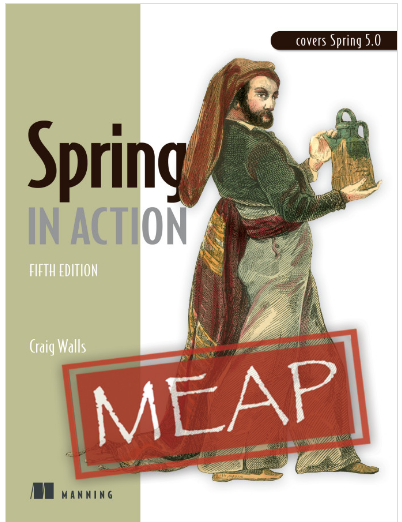 covers Spring 5.0
Spring
IN ACTION
FIFTH EDITION
Craig Walls
MEAP
MANNING